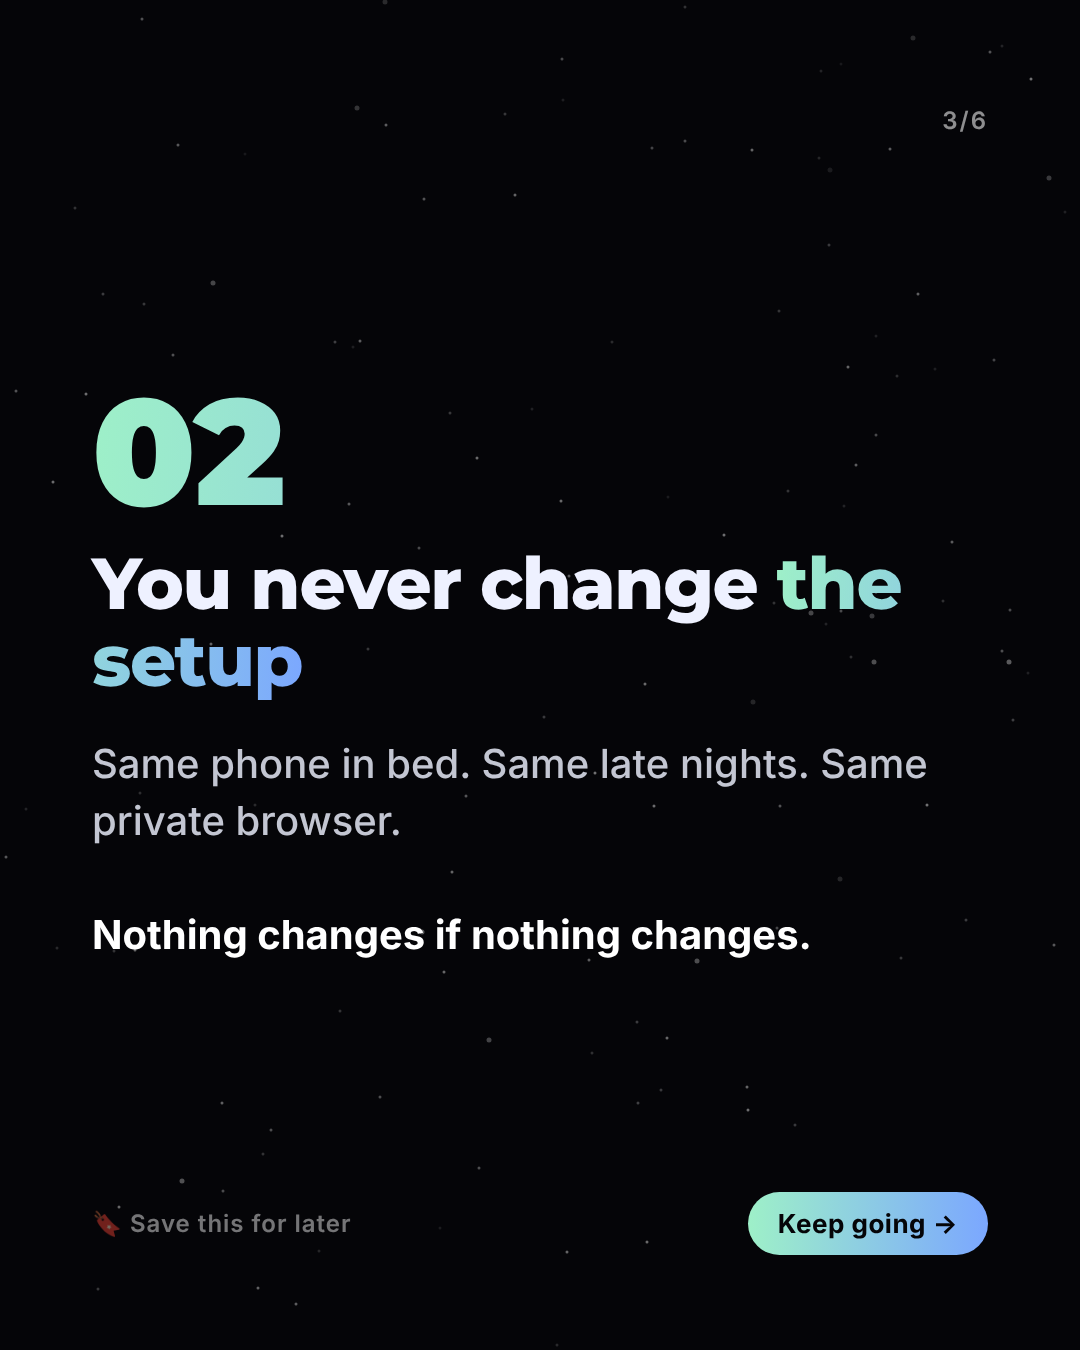 3/6
02
You never change the
setup
Same phone in bed. Same late nights. Same
private browser.
Nothing changes if nothing changes.
Save this for later
Keep going →